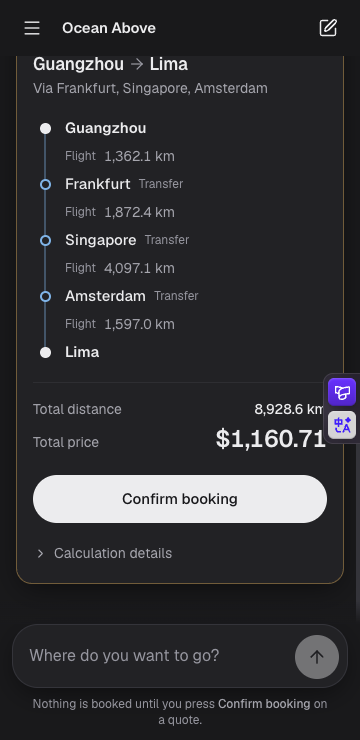 Ocean Above
Guangzhou → Lima
Via Frankfurt, Singapore, Amsterdam
Guangzhou
Flight 1,362.1 km
Frankfurt Transfer
Flight 1,872.4 km
Singapore Transfer
Flight 4,097.1 km
Amsterdam Transfer
Flight 1,597.0 km
Lima
Total distance 8,928.6 km
Total price $1,160.71
Confirm booking
Calculation details
Where do you want to go?
Nothing is booked until you press Confirm booking on
a quote.